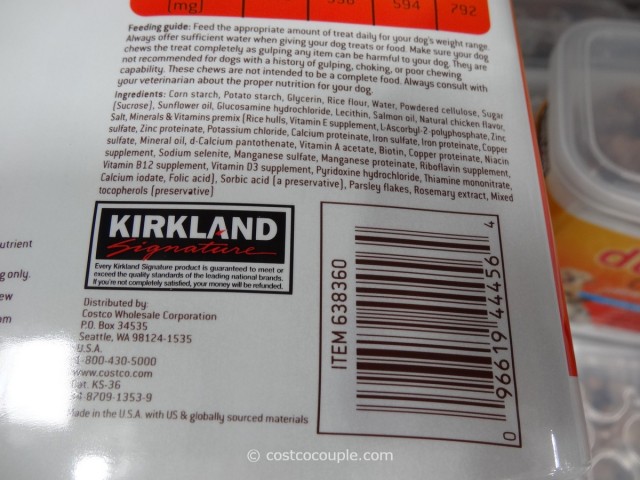 (mg) 594 792
Feeding guide: Feed the appropriate amount of treat daily for your dog's weight range.
Always offer sufficient water when giving your dog treats or food. Make sure your dog
chews the treat completely as gulping any item can be harmful to your dog. They are
not recommended for dogs with a history of gulping, choking, or poor chewing
capability. These chews are not intended to be a complete food. Always consult with
your veterinarian about the proper nutrition for your dog.
Ingredients: Corn starch, Potato starch, Glycerin, Rice flour, Water, Powdered cellulose, Sugar
(Sucrose), Sunflower oil, Glucosamine hydrochloride, Lecithin, Salmon oil, Natural chicken flavor,
Salt, Minerals & Vitamins premix (Rice hulls, Vitamin E supplement, L-Ascorbyl-2-polyphosphate, Zinc
sulfate, Zinc proteinate, Potassium chloride, Calcium proteinate, Iron sulfate, Iron proteinate, Copper
sulfate, Mineral oil, d-Calcium pantothenate, Vitamin A acetate, Biotin, Copper proteinate, Niacin
supplement, Sodium selenite, Manganese sulfate, Manganese proteinate, Riboflavin supplement,
Vitamin B12 supplement, Vitamin D3 supplement, Pyridoxine hydrochloride, Thiamine mononitrate,
Calcium iodate, Folic acid), Sorbic acid (a preservative), Parsley flakes, Rosemary extract, Mixed
tocopherols (preservative)
KIRKLAND
Signature
Every Kirkland Signature product is guaranteed to meet or
exceed the quality standards of the leading national brands.
If you're not completely satisfied, your money will be refunded.
Distributed by:
Costco Wholesale Corporation
P.O. Box 34535
Seattle, WA 98124-1535
U.S.A.
1-800-430-5000
www.costco.com
KS-36
8709-1353-9
Made in the U.S.A. with US & globally sourced materials
ITEM 638360
0 96619 44456 4
utrient
g only.
ew
m
© costcocouple.com